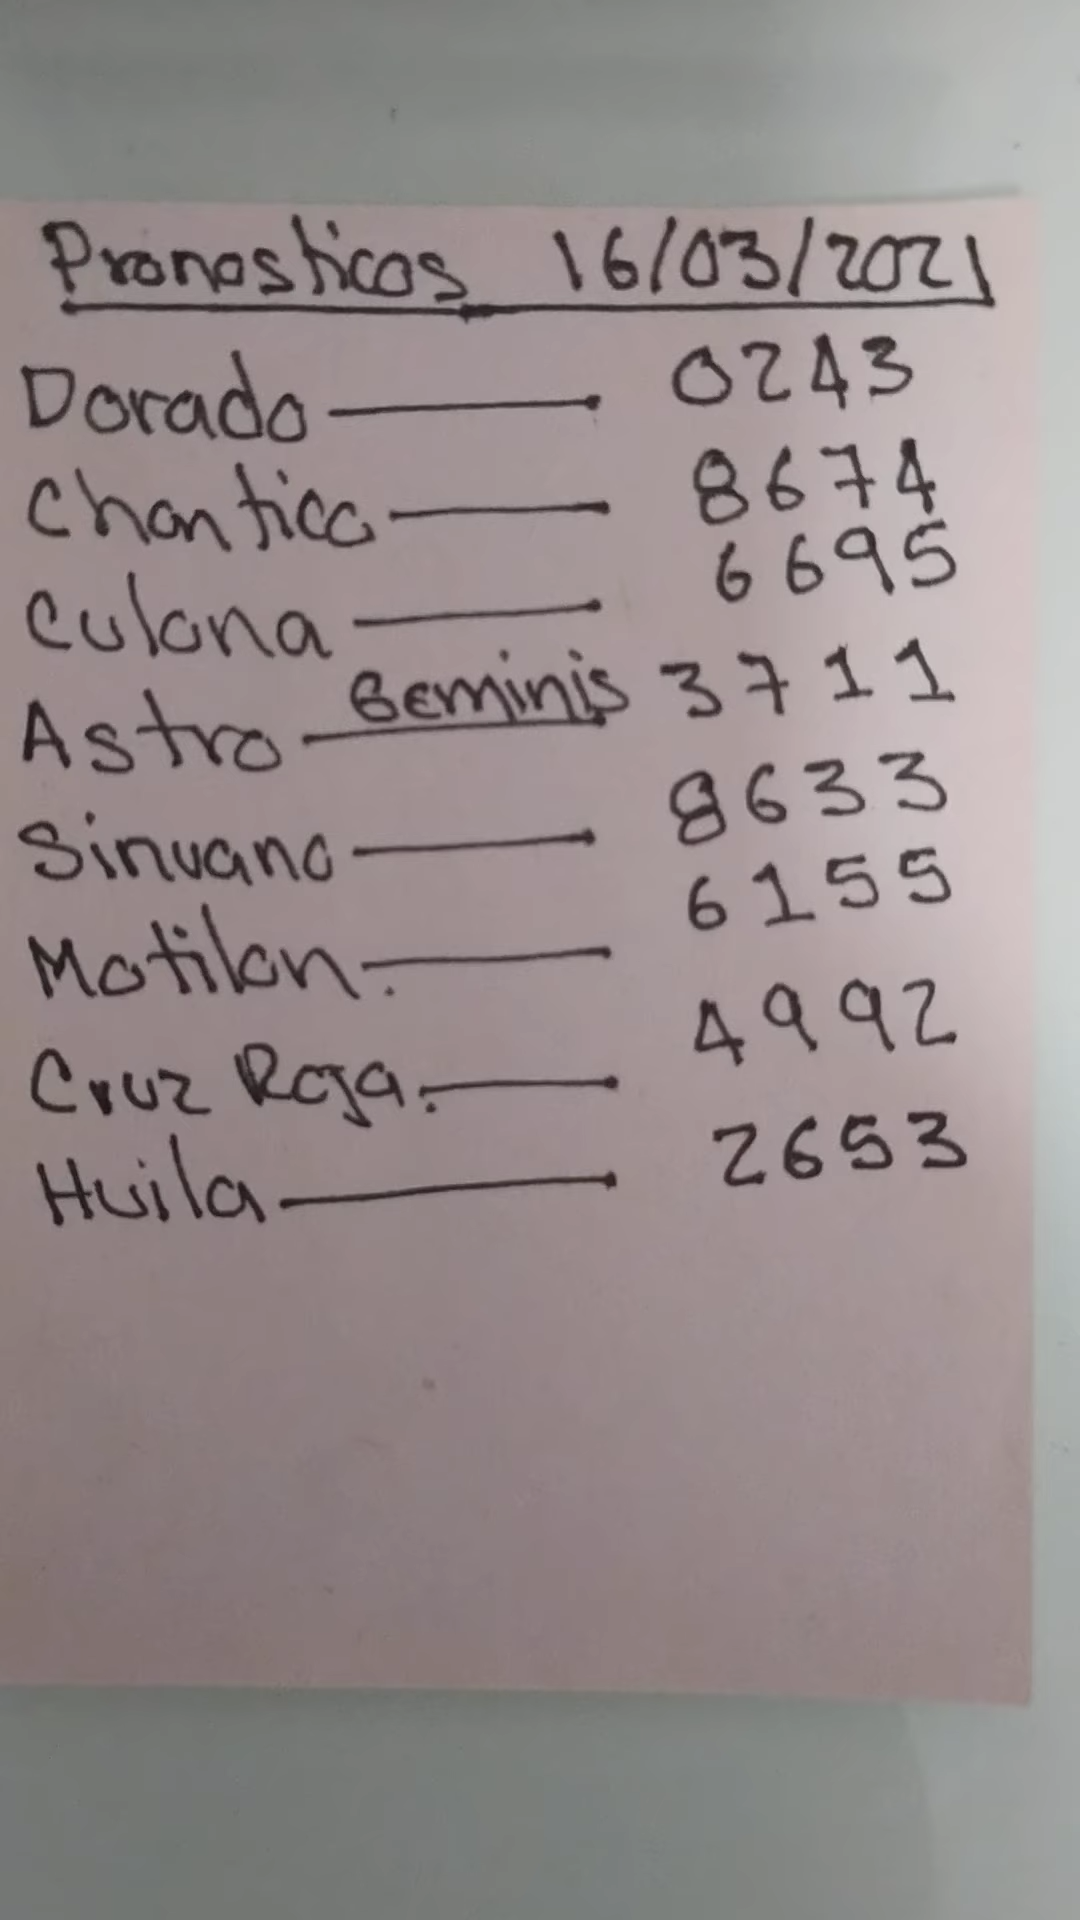 Pronosticos 16/03/2021
Dorado — 0243
Chontico — 8674
Culona — 6695
Astro — Geminis 3711
Sinuano — 8633
Motilon. — 6155
Cruz Roja. — 4992
Huila — 2653